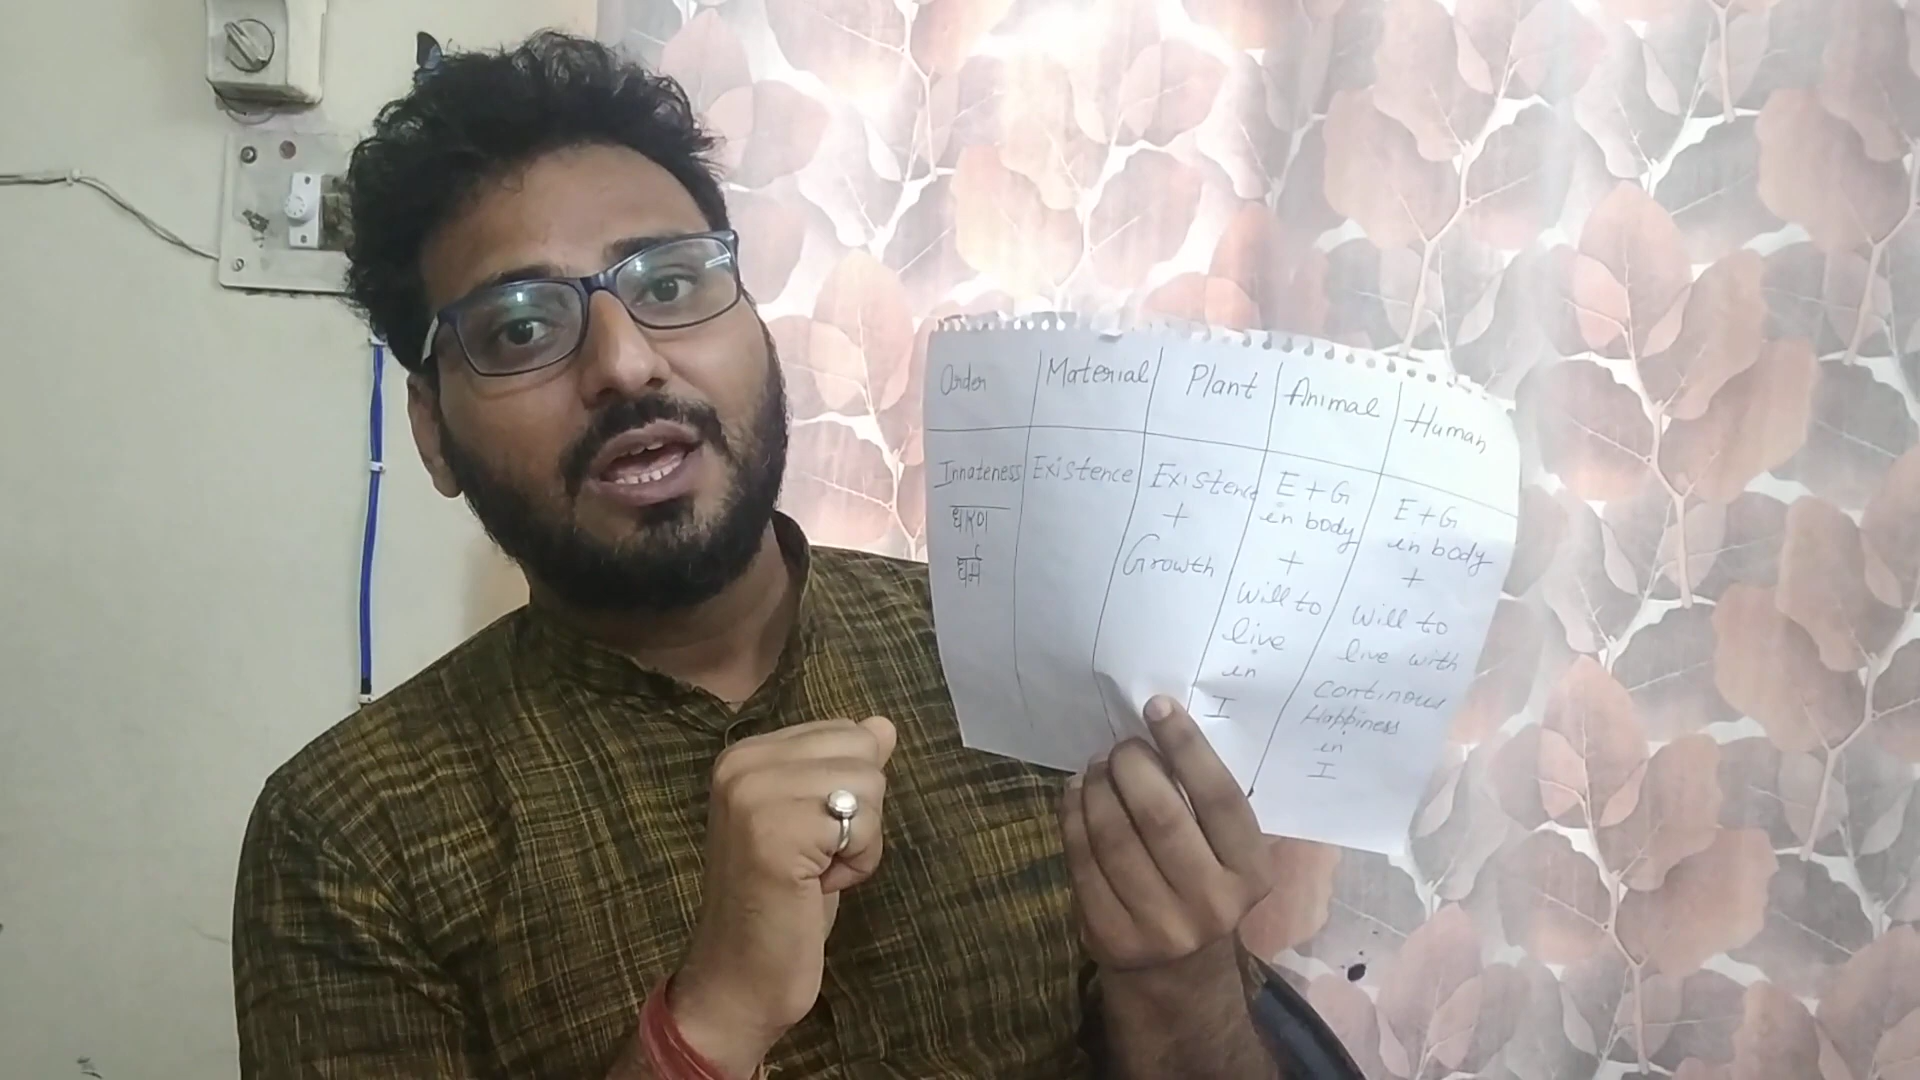 Order Material Plant Animal Human
Innateness
धारणा
धर्म
Existence
Existence
+
Growth
E + G
in body
+
Will to
live
in
I
E + G
in body
+
Will to
live with
Continous
Happiness
in
I